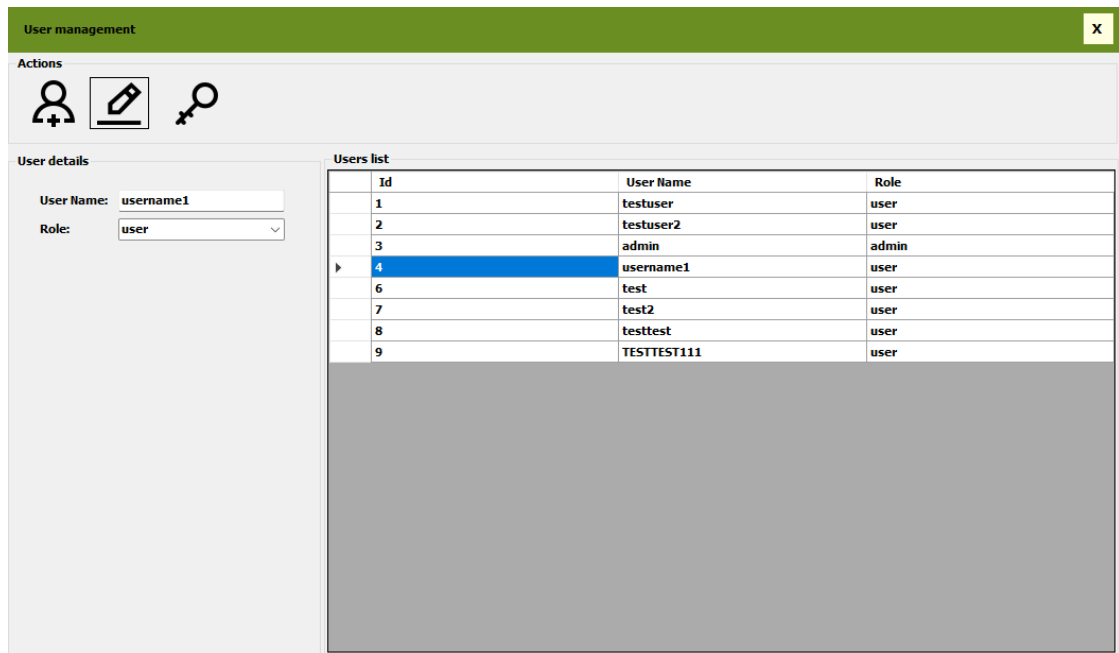 User management
X
Actions
User details
User Name: username1
Role: user
Users list
Id User Name Role
1 testuser user
2 testuser2 user
3 admin admin
4 username1 user
6 test user
7 test2 user
8 testtest user
9 TESTTEST111 user